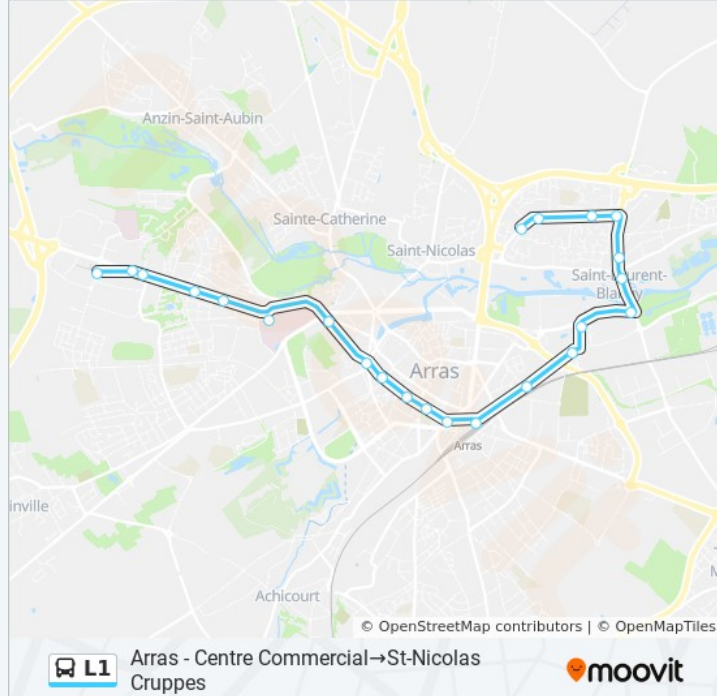 Anzin-Saint-Aubin
Sainte-Catherine
Saint-Nicolas
Saint-Laurent-
Arras
Arras
inville
Achicourt
M
© OpenStreetMap contributors | © OpenMapTiles
L1
Arras - Centre Commercial→St-Nicolas
Cruppes
moovit